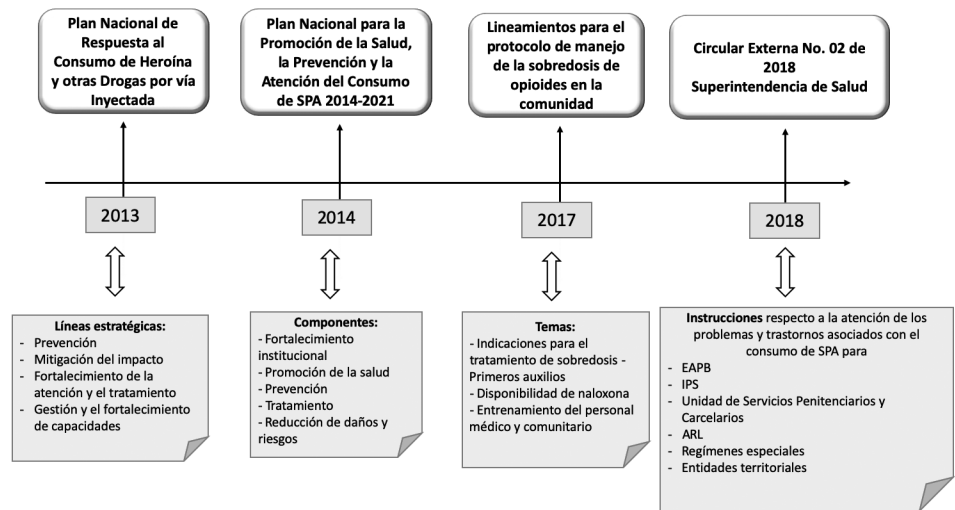 Plan Nacional de
Respuesta al
Consumo de Heroína
y otras Drogas por vía
Inyectada
Plan Nacional para la
Promoción de la Salud,
la Prevención y la
Atención del Consumo
de SPA 2014-2021
Lineamientos para el
protocolo de manejo
de la sobredosis de
opioides en la
comunidad
Circular Externa No. 02 de
2018
Superintendencia de Salud
2013
2014
2017
2018
Líneas estratégicas:
- Prevención
- Mitigación del impacto
- Fortalecimiento de la
atención y el tratamiento
- Gestión y el fortalecimiento
de capacidades
Componentes:
- Fortalecimiento
institucional
- Promoción de la salud
- Prevención
- Tratamiento
- Reducción de daños y
riesgos
Temas:
- Indicaciones para el
tratamiento de sobredosis -
Primeros auxilios
- Disponibilidad de naloxona
- Entrenamiento del personal
médico y comunitario
Instrucciones respecto a la atención de los
problemas y trastornos asociados con el
consumo de SPA para
- EAPB
- IPS
- Unidad de Servicios Penitenciarios y
Carcelarios
- ARL
- Regímenes especiales
- Entidades territoriales